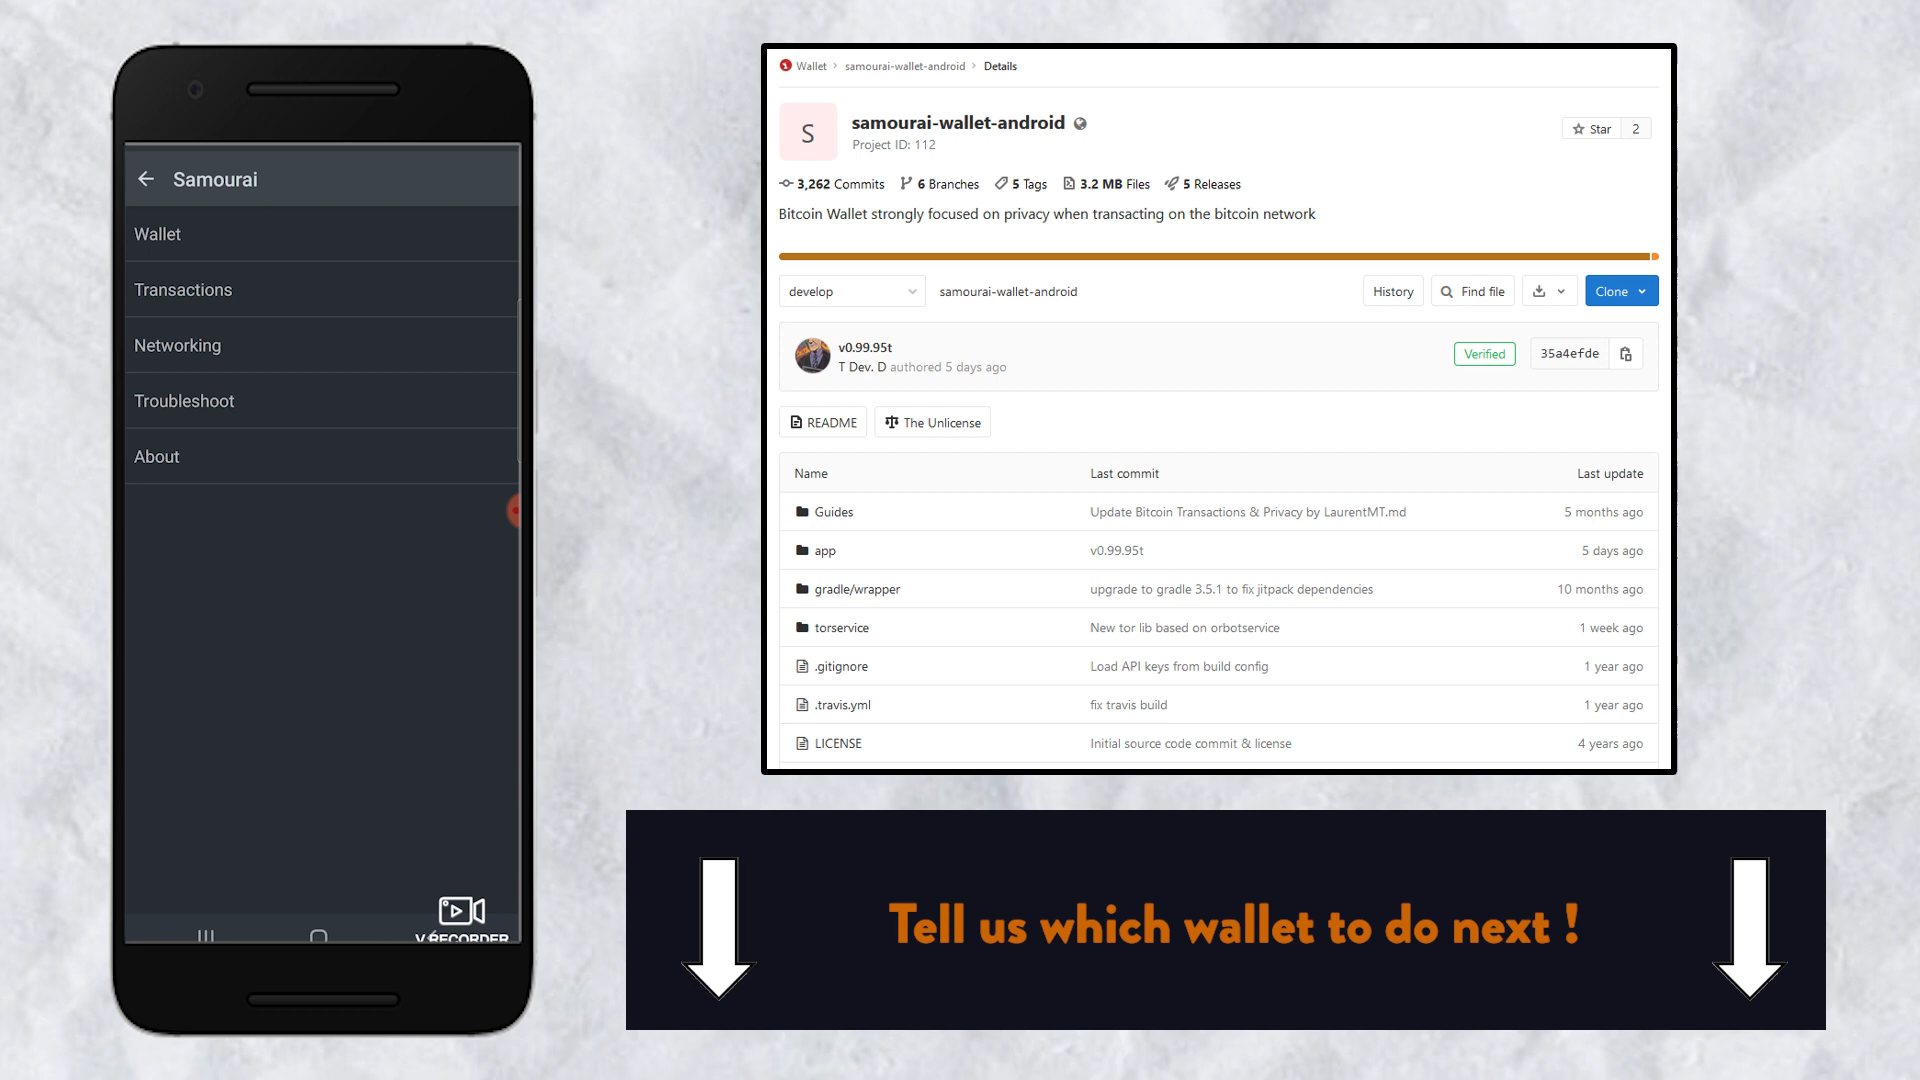 Samourai
Wallet
Transactions
Networking
Troubleshoot
About
V RECORDER
Wallet > samourai-wallet-android > Details
S
samourai-wallet-android
Project ID: 112
Star 2
3,262 Commits 6 Branches 5 Tags 3.2 MB Files 5 Releases
Bitcoin Wallet strongly focused on privacy when transacting on the bitcoin network
develop samourai-wallet-android History Find file Clone
v0.99.95t
T Dev. D authored 5 days ago
Verified 35a4efde
README The Unlicense
Name Last commit Last update
Guides Update Bitcoin Transactions & Privacy by LaurentMT.md 5 months ago
app v0.99.95t 5 days ago
gradle/wrapper upgrade to gradle 3.5.1 to fix jitpack dependencies 10 months ago
torservice New tor lib based on orbotservice 1 week ago
.gitignore Load API keys from build config 1 year ago
.travis.yml fix travis build 1 year ago
LICENSE Initial source code commit & license 4 years ago
Tell us which wallet to do next !